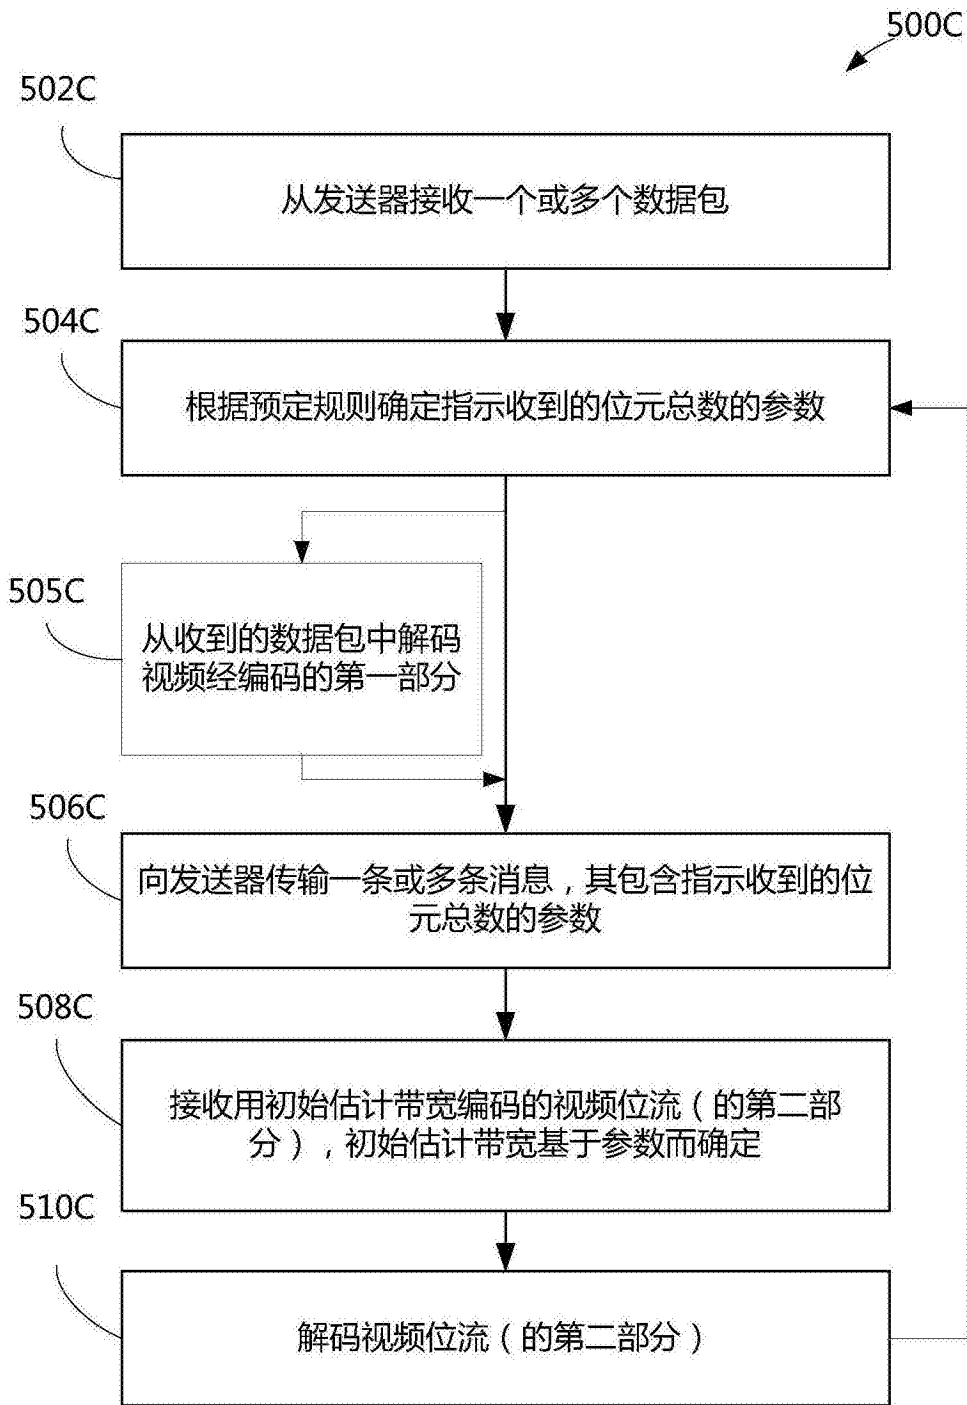 500C
502C
从发送器接收一个或多个数据包
504C
根据预定规则确定指示收到的位元总数的参数
505C
从收到的数据包中解码
视频经编码的第一部分
506C
向发送器传输一条或多条消息，其包含指示收到的位
元总数的参数
508C
接收用初始估计带宽编码的视频位流（的第二部
分），初始估计带宽基于参数而确定
510C
解码视频位流（的第二部分）